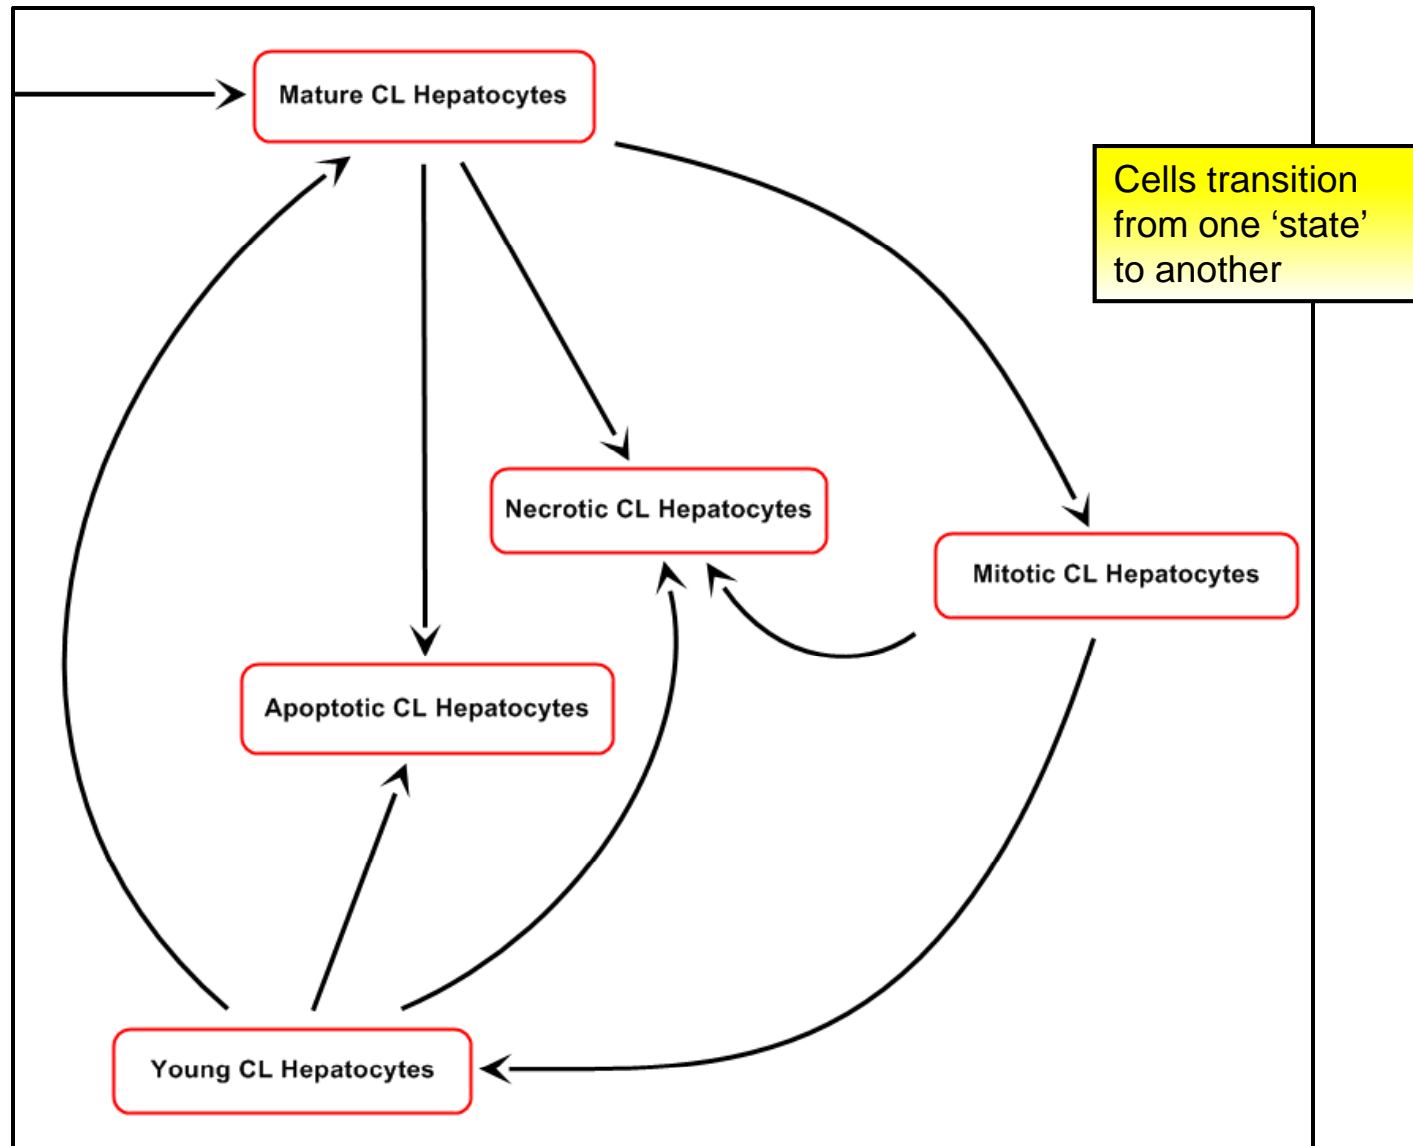 Mature CL Hepatocytes
Cells transition
from one ‘state’
to another
Necrotic CL Hepatocytes
Mitotic CL Hepatocytes
Apoptotic CL Hepatocytes
Young CL Hepatocytes